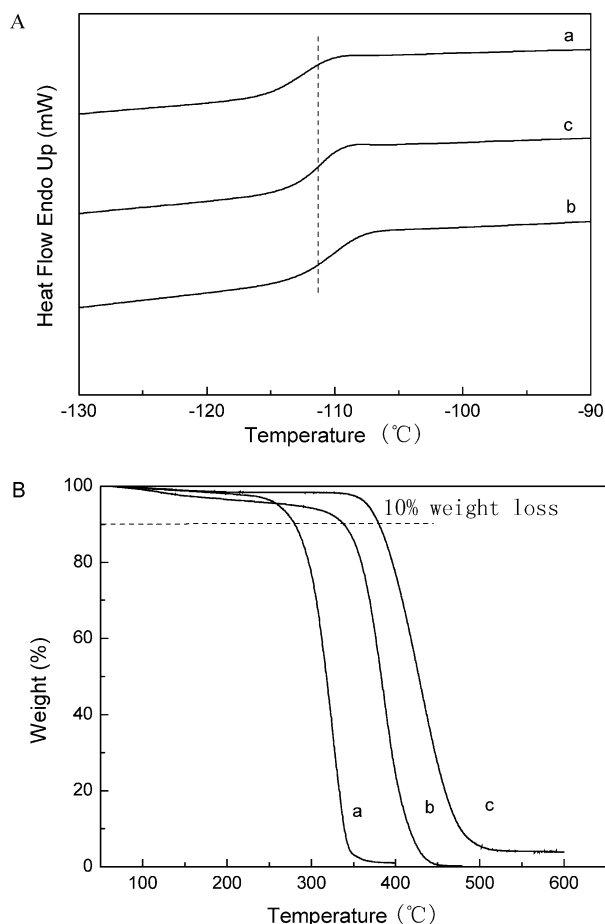 A
a
c
b
Heat Flow Endo Up (mW)
-130 -120 -110 -100 -90
Temperature （℃）
B
100
80
60
40
20
0
10% weight loss
a b c
Weight (%)
100 200 300 400 500 600
Temperature （℃）